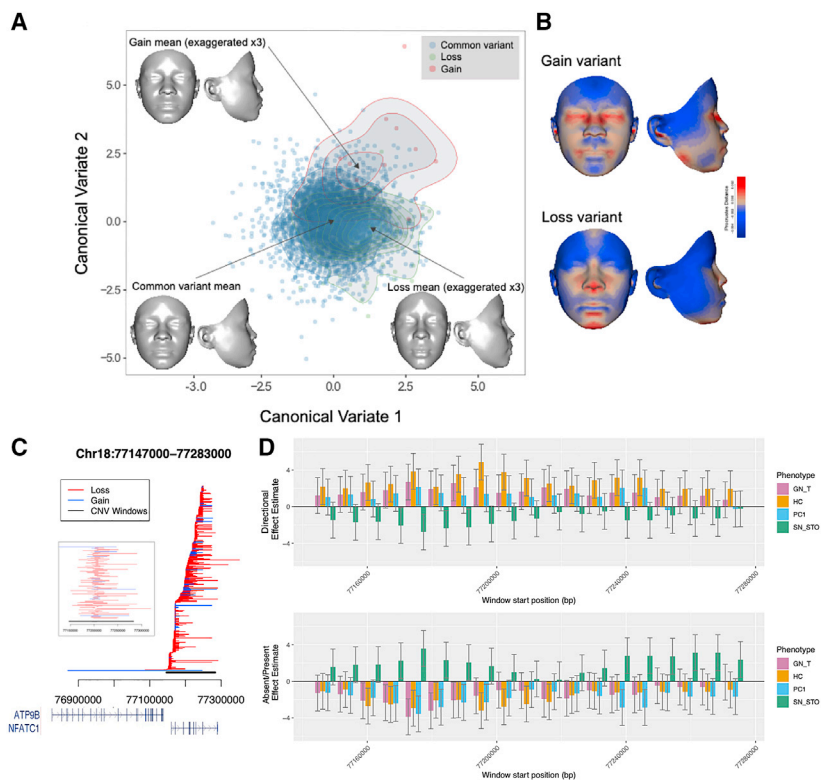 A
Gain mean (exaggerated x3)
Common variant
Loss
Gain
5.0
2.5
0.0
−2.5
−5.0
Canonical Variate 2
Common variant mean
Loss mean (exaggerated x3)
-3.0
−2.5
0.0
2.5
5.0
Canonical Variate 1
B
Gain variant
Loss variant
Procrustes Distance
C
Chr18:77147000−77283000
Loss
Gain
CNV Windows
76900000
77100000
77300000
ATP9B
NFATC1
D
Directional
Effect Estimate
4
0
−4
77160000
77200000
77240000
77280000
Window start position (bp)
Phenotype
GN_T
HC
PC1
SN_STO
Absent/Present
Effect Estimate
4
0
−4
77160000
77200000
77240000
77280000
Window start position (bp)
Phenotype
GN_T
HC
PC1
SN_STO